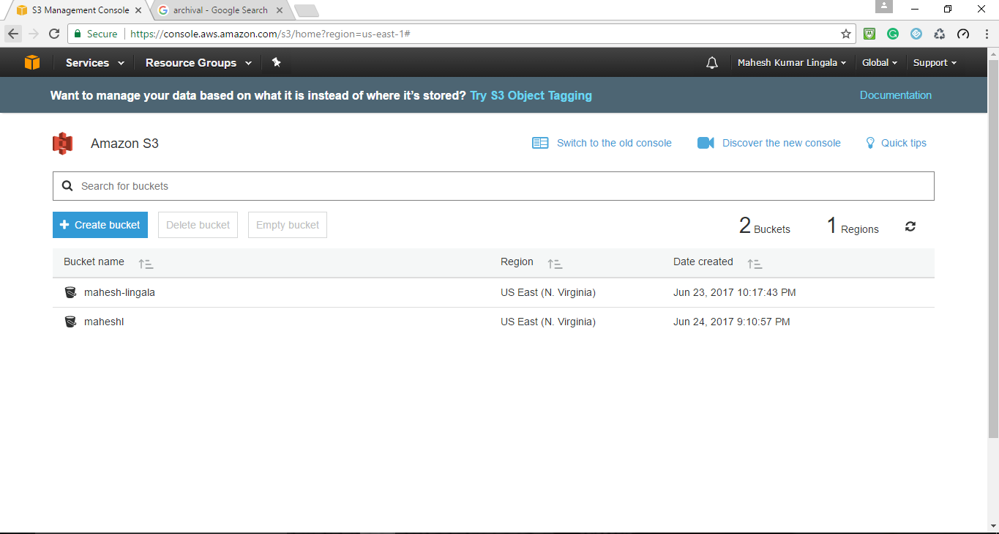 S3 Management Console
archival - Google Search
Secure
https://console.aws.amazon.com/s3/home?region=us-east-1#
Services
Resource Groups
Mahesh Kumar Lingala
Global
Support
Want to manage your data based on what it is instead of where it's stored? Try S3 Object Tagging
Documentation
Amazon S3
Switch to the old console
Discover the new console
Quick tips
Search for buckets
Create bucket
Delete bucket
Empty bucket
2 Buckets
1 Regions
Bucket name
Region
Date created
mahesh-lingala
US East (N. Virginia)
Jun 23, 2017 10:17:43 PM
maheshl
US East (N. Virginia)
Jun 24, 2017 9:10:57 PM